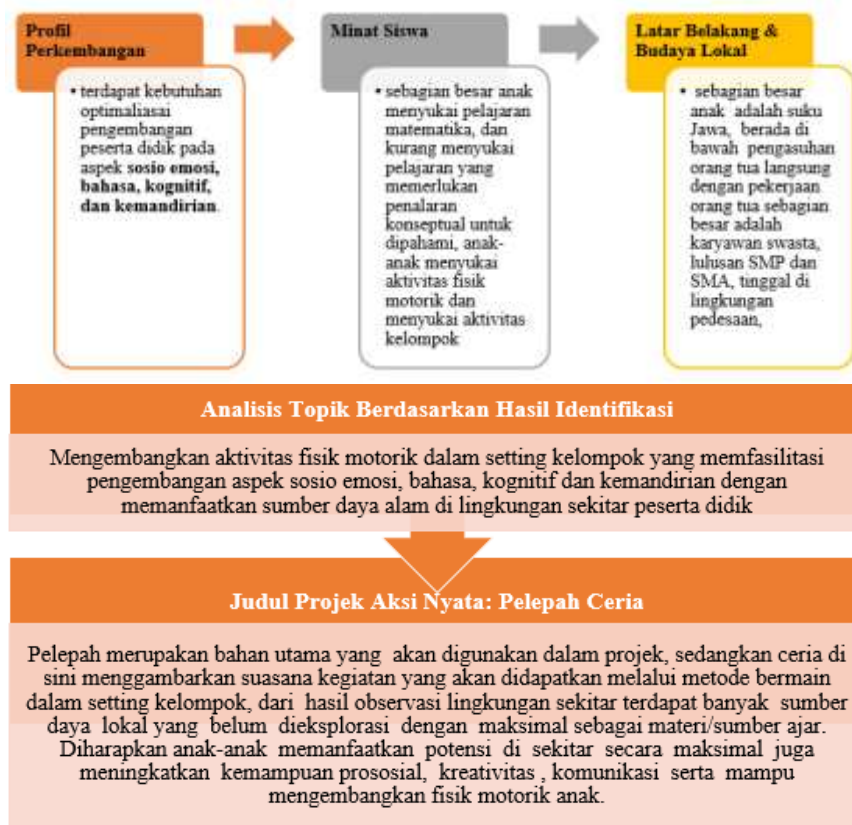 Profil
Perkembangan
• terdapat kebutuhan
optimaliasai
pengembangan
peserta didik pada
aspek sosio emosi,
bahasa, kognitif,
dan kemandirian.
Minat Siswa
• sebagian besar anak
menyukai pelajaran
matematika, dan
kurang menyukai
pelajaran yang
memerlukan
penalaran
konseptual untuk
dipahami, anak-
anak menyukai
aktivitas fisik
motorik dan
menyukai aktivitas
kelompok
Latar Belakang &
Budaya Lokal
• sebagian besar
anak adalah suku
Jawa, berada di
bawah pengasuhan
orang tua langsung
dengan pekerjaan
orang tua sebagian
besar adalah
karyawan swasta,
lulusan SMP dan
SMA, tinggal di
lingkungan
pedesaan,
Analisis Topik Berdasarkan Hasil Identifikasi
Mengembangkan aktivitas fisik motorik dalam setting kelompok yang memfasilitasi
pengembangan aspek sosio emosi, bahasa, kognitif dan kemandirian dengan
memanfaatkan sumber daya alam di lingkungan sekitar peserta didik
Judul Projek Aksi Nyata: Pelepah Ceria
Pelepah merupakan bahan utama yang akan digunakan dalam projek, sedangkan ceria di
sini menggambarkan suasana kegiatan yang akan didapatkan melalui metode bermain
dalam setting kelompok, dari hasil observasi lingkungan sekitar terdapat banyak sumber
daya lokal yang belum dieksplorasi dengan maksimal sebagai materi/sumber ajar.
Diharapkan anak-anak memanfaatkan potensi di sekitar secara maksimal juga
meningkatkan kemampuan prososial, kreativitas , komunikasi serta mampu
mengembangkan fisik motorik anak.